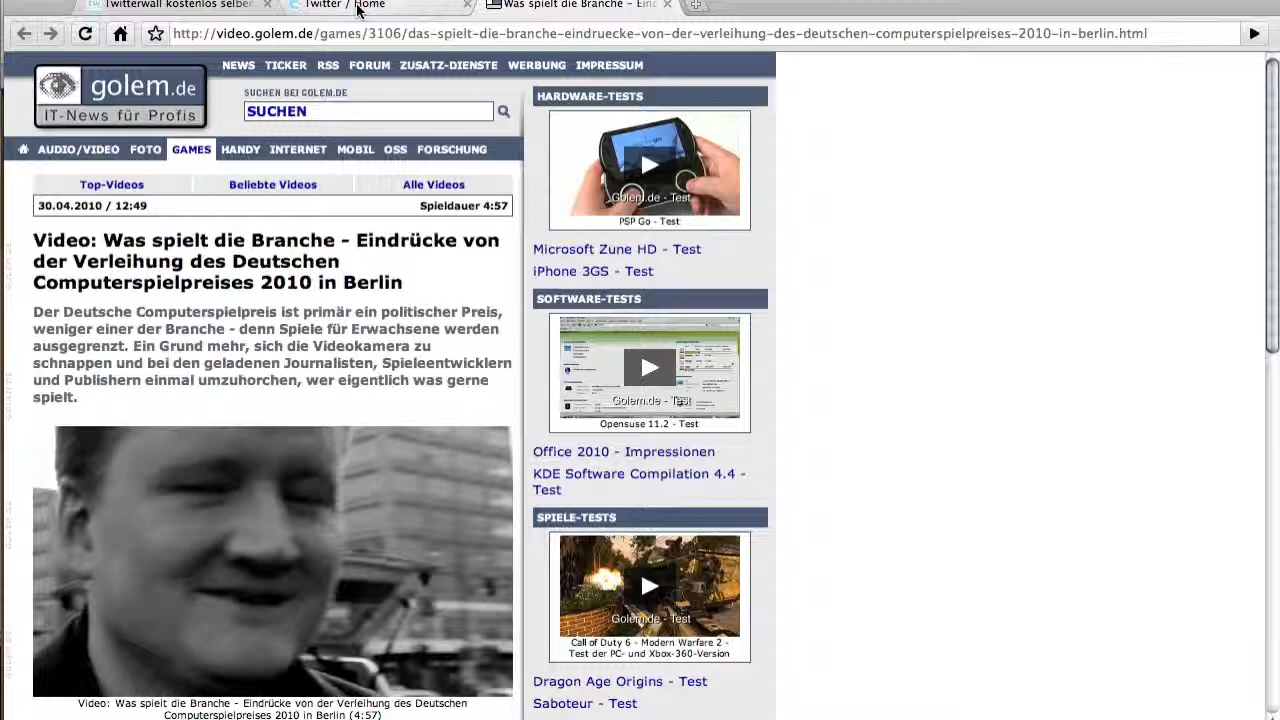 Twitterwall kostenlos selber
Twitter / Home
Was spielt die Branche – Ein
http://video.golem.de/games/3106/das-spielt-die-branche-eindruecke-von-der-verleihung-des-deutschen-computerspielpreises-2010-in-berlin.html
NEWS TICKER RSS FORUM ZUSATZ-DIENSTE WERBUNG IMPRESSUM
golem.de
IT-News für Profis
SUCHEN BEI GOLEM.DE
SUCHEN
AUDIO/VIDEO FOTO GAMES HANDY INTERNET MOBIL OSS FORSCHUNG
Top-Videos Beliebte Videos Alle Videos
30.04.2010 / 12:49 Spieldauer 4:57
Video: Was spielt die Branche - Eindrücke von
der Verleihung des Deutschen
Computerspielpreises 2010 in Berlin
Der Deutsche Computerspielpreis ist primär ein politischer Preis,
weniger einer der Branche - denn Spiele für Erwachsene werden
ausgegrenzt. Ein Grund mehr, sich die Videokamera zu
schnappen und bei den geladenen Journalisten, Spieleentwicklern
und Publishern einmal umzuhorchen, wer eigentlich was gerne
spielt.
Video: Was spielt die Branche - Eindrücke von der Verleihung des Deutschen
Computerspielpreises 2010 in Berlin (4:57)
HARDWARE-TESTS
Golem.de - Test
PSP Go - Test
Microsoft Zune HD - Test
iPhone 3GS - Test
SOFTWARE-TESTS
Golem.de - Test
Opensuse 11.2 - Test
Office 2010 - Impressionen
KDE Software Compilation 4.4 -
Test
SPIELE-TESTS
Golem.de - Test
Call of Duty 6 - Modern Warfare 2 -
Test der PC- und Xbox-360-Version
Dragon Age Origins - Test
Saboteur - Test